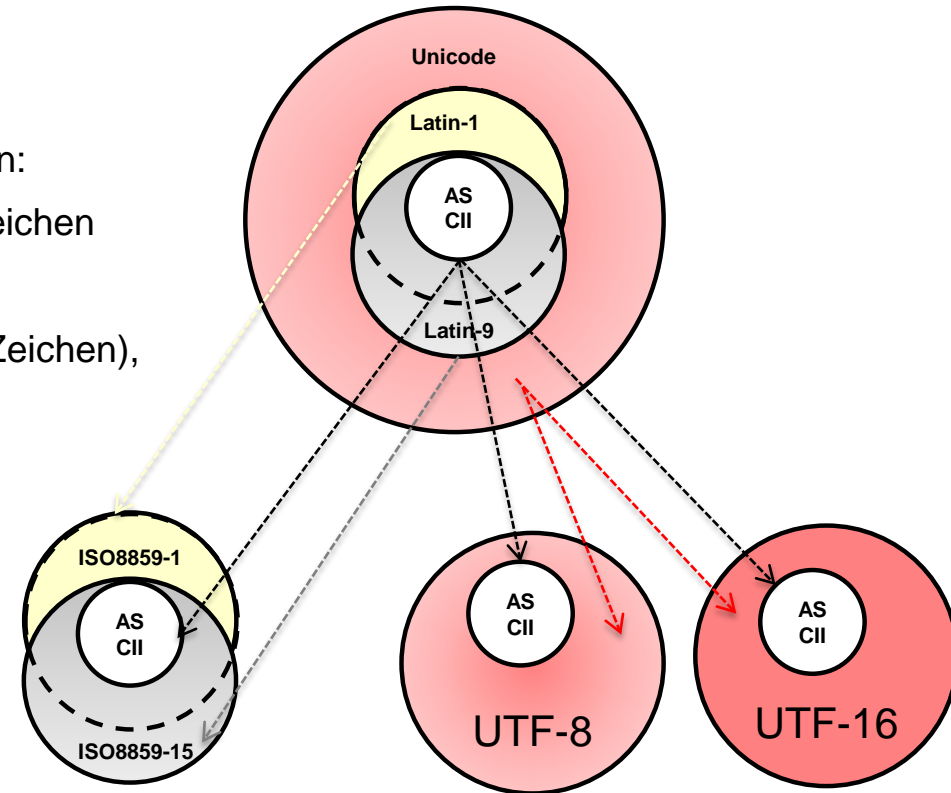 Unicode
Latin-1
n:
AS
CII
eichen
Latin-9
Zeichen),
ISO8859-1
AS
CII
ISO8859-15
AS
CII
UTF-8
AS
CII
UTF-16